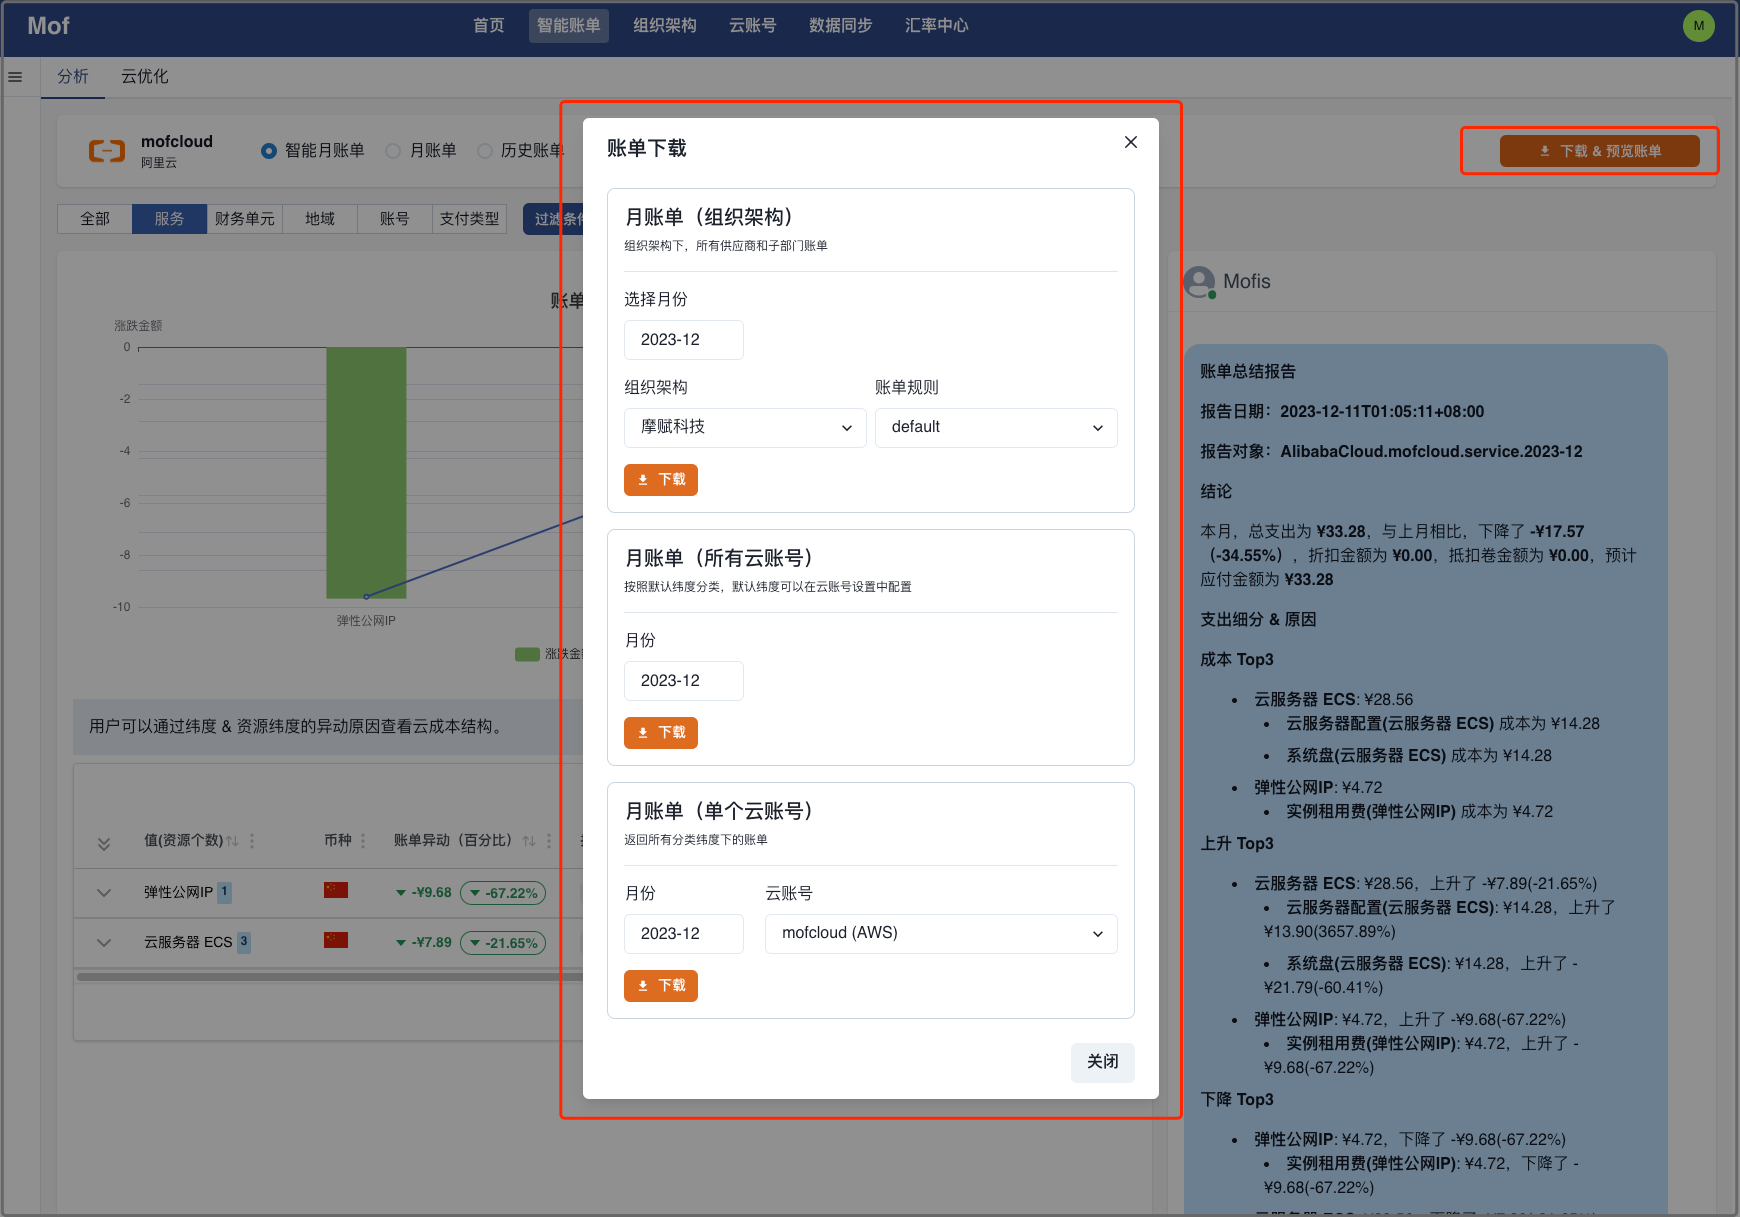 Mof
首页 智能账单 组织架构 云账号 数据同步 汇率中心
M
分析 云优化
mofcloud
阿里云
智能月账单 月账单 历史账单
下载 & 预览账单
全部 服务 财务单元 地域 账号 支付类型
过滤条
账单
涨跌金额
0
-2
-4
-6
-8
-10
弹性公网IP
涨跌金
用户可以通过纬度 & 资源纬度的异动原因查看云成本结构。
值(资源个数) 币种 账单异动（百分比）
弹性公网IP 1 -¥9.68 -67.22%
云服务器 ECS 3 -¥7.89 -21.65%
账单下载
月账单（组织架构）
组织架构下，所有供应商和子部门账单
选择月份
2023-12
组织架构 账单规则
摩赋科技 default
下载
月账单（所有云账号）
按照默认纬度分类，默认纬度可以在云账号设置中配置
月份
2023-12
下载
月账单（单个云账号）
返回所有分类纬度下的账单
月份 云账号
2023-12 mofcloud (AWS)
下载
关闭
Mofis
账单总结报告
报告日期：2023-12-11T01:05:11+08:00
报告对象：AlibabaCloud.mofcloud.service.2023-12
结论
本月，总支出为 ¥33.28，与上月相比，下降了 -¥17.57
（-34.55%），折扣金额为 ¥0.00，抵扣卷金额为 ¥0.00，预计
应付金额为 ¥33.28
支出细分 & 原因
成本 Top3
• 云服务器 ECS: ¥28.56
• 云服务器配置(云服务器 ECS) 成本为 ¥14.28
• 系统盘(云服务器 ECS) 成本为 ¥14.28
• 弹性公网IP: ¥4.72
• 实例租用费(弹性公网IP) 成本为 ¥4.72
上升 Top3
• 云服务器 ECS: ¥28.56，上升了 -¥7.89(-21.65%)
• 云服务器配置(云服务器 ECS): ¥14.28，上升了
¥13.90(3657.89%)
• 系统盘(云服务器 ECS): ¥14.28，上升了 -
¥21.79(-60.41%)
• 弹性公网IP: ¥4.72，上升了 -¥9.68(-67.22%)
• 实例租用费(弹性公网IP): ¥4.72，上升了 -
¥9.68(-67.22%)
下降 Top3
• 弹性公网IP: ¥4.72，下降了 -¥9.68(-67.22%)
• 实例租用费(弹性公网IP): ¥4.72，下降了 -
¥9.68(-67.22%)